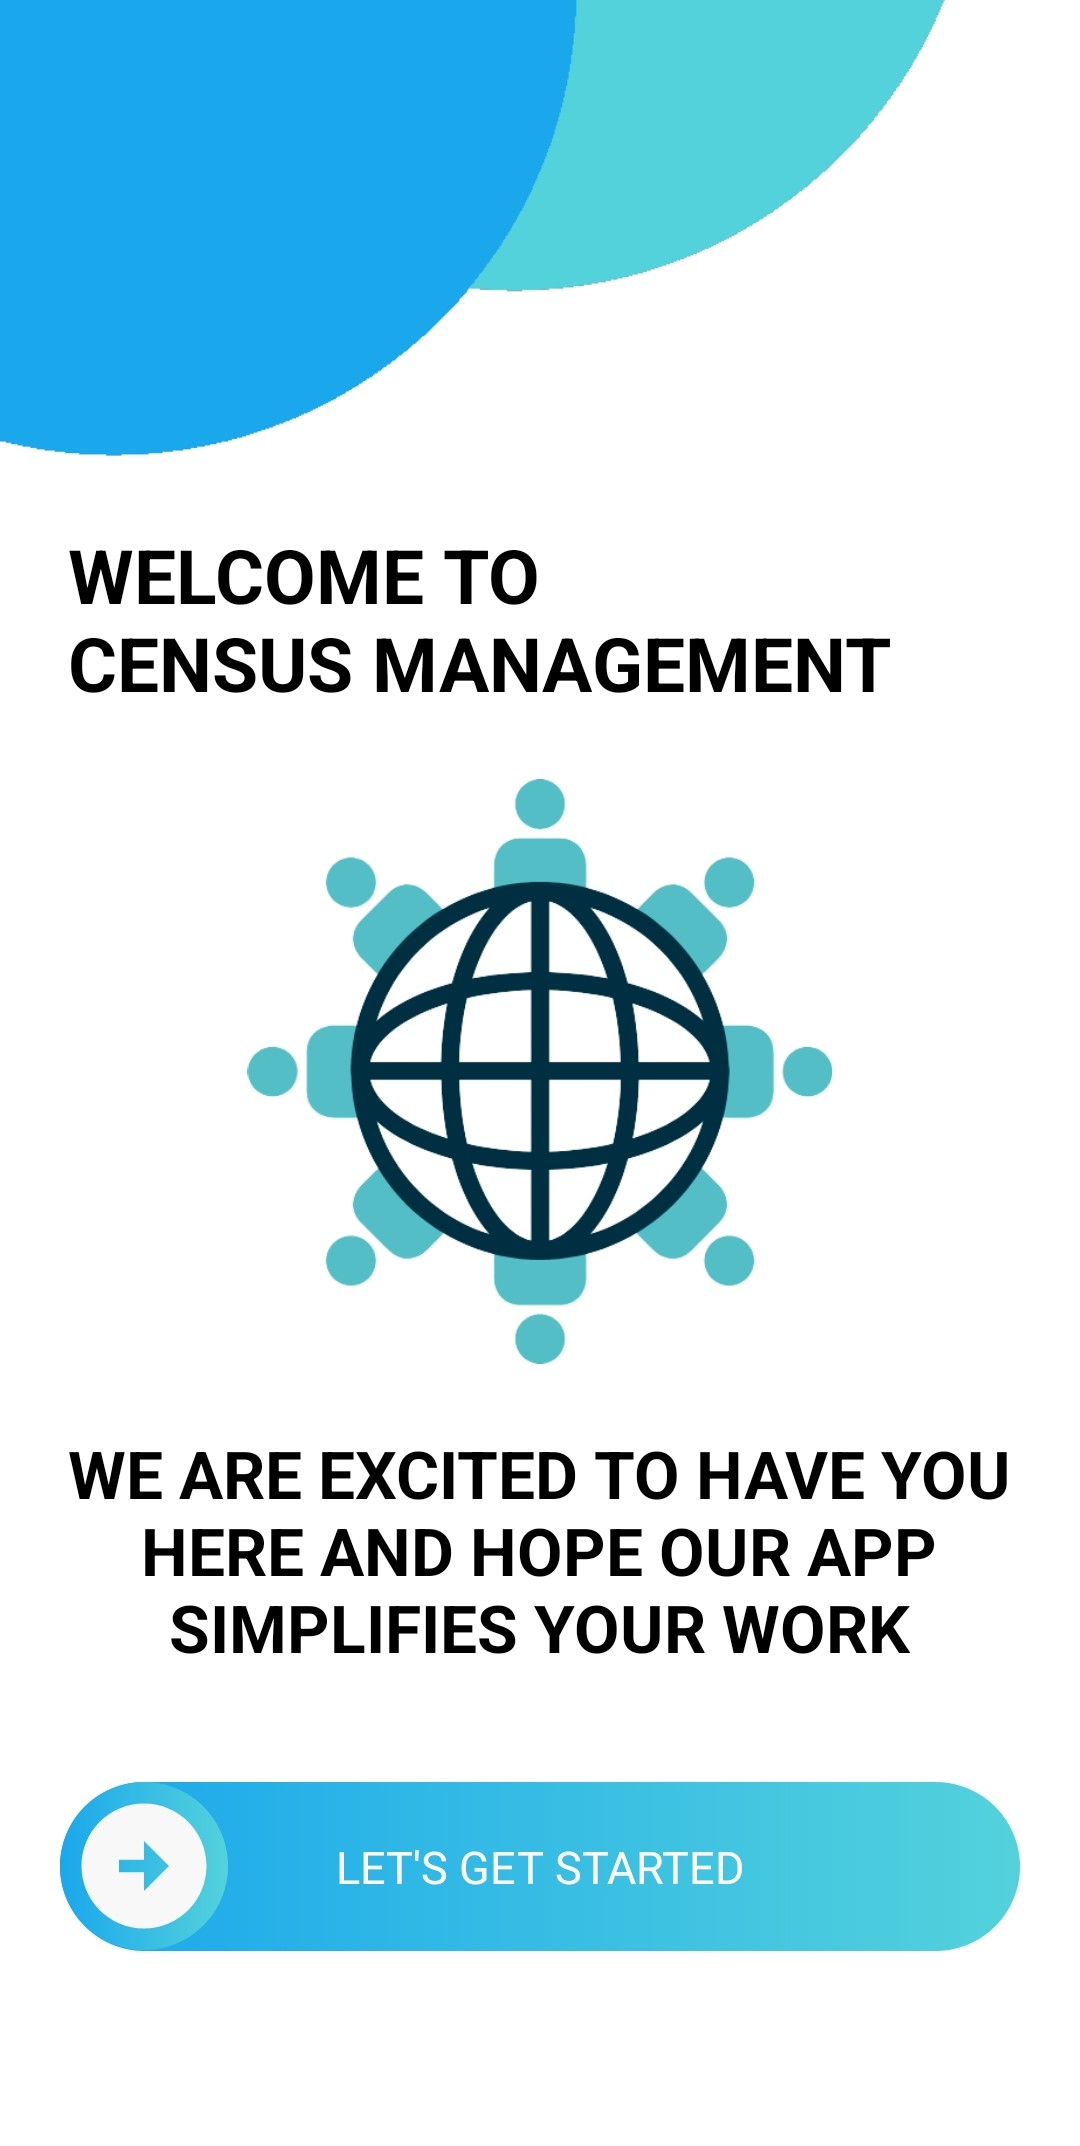 WELCOME TO
CENSUS MANAGEMENT
WE ARE EXCITED TO HAVE YOU
HERE AND HOPE OUR APP
SIMPLIFIES YOUR WORK
LET'S GET STARTED